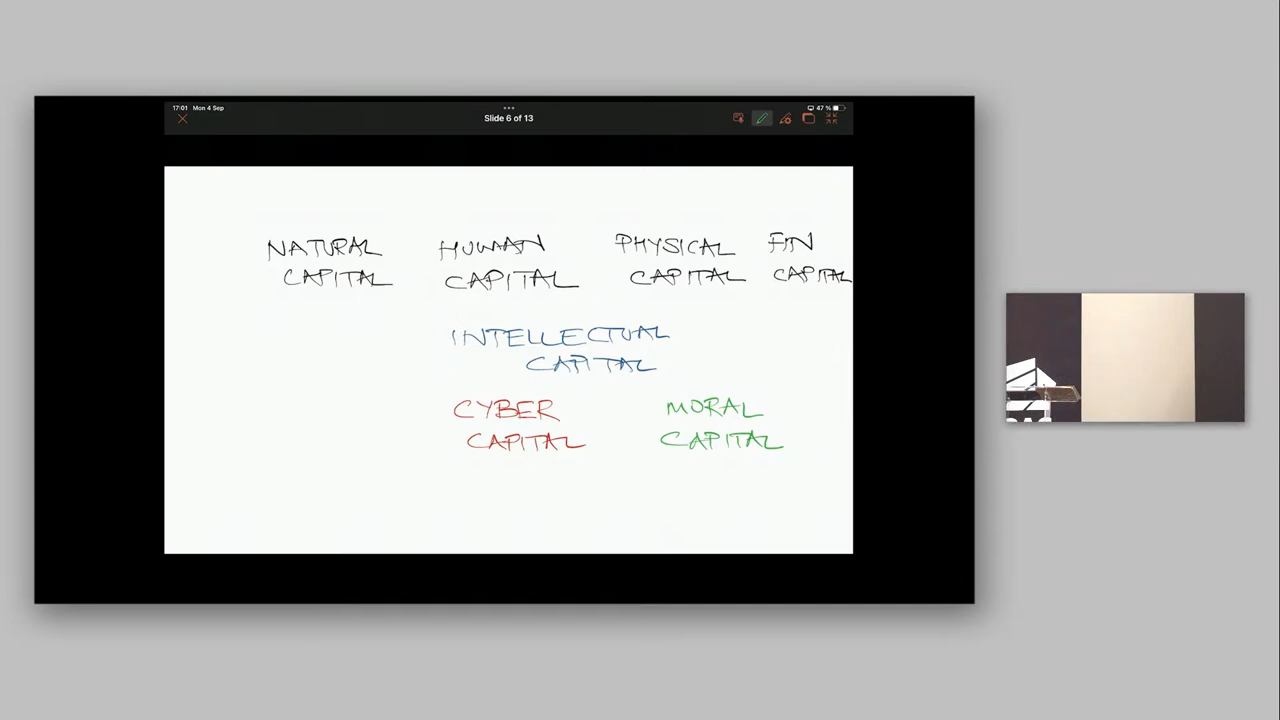 17:01 Mon 4 Sep
47 %
Slide 6 of 13
NATURAL CAPITAL
HUMAN CAPITAL
PHYSICAL CAPITAL
FIN CAPITAL
INTELLECTUAL
CAPITAL
CYBER CAPITAL
MORAL CAPITAL